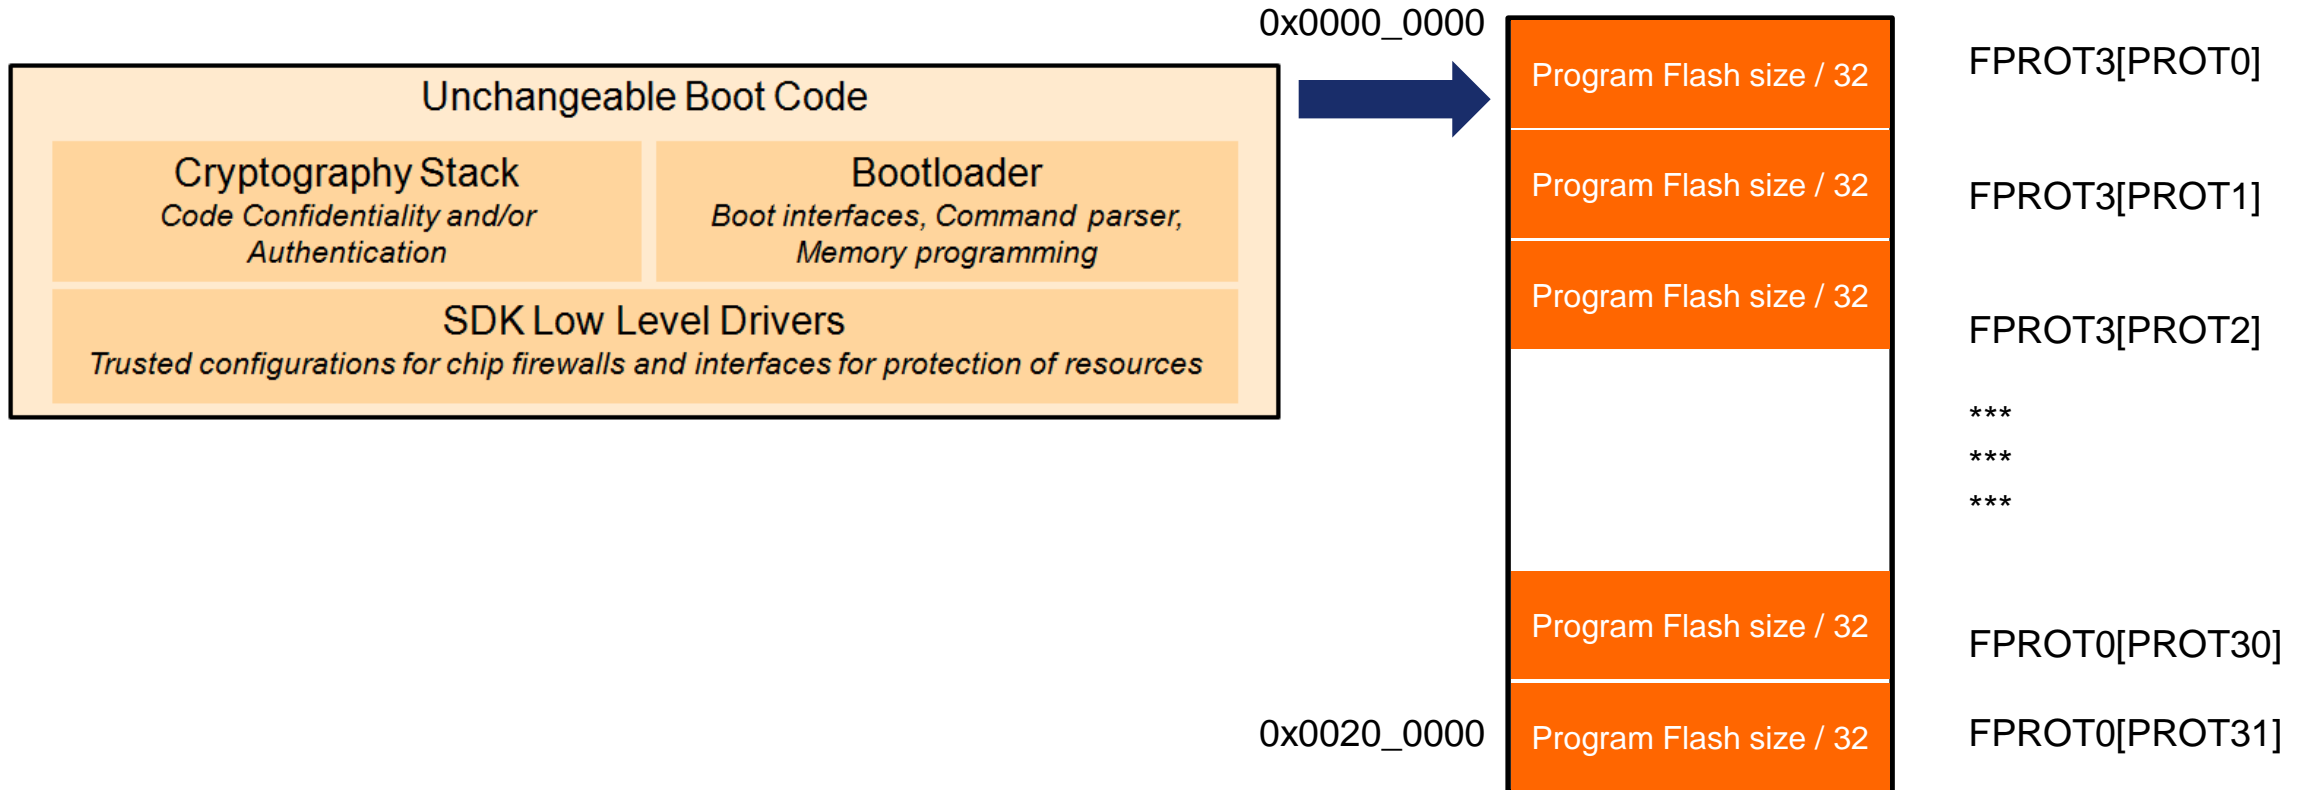 Unchangeable Boot Code
Cryptography Stack
Code Confidentiality and/or
Authentication
Bootloader
Boot interfaces, Command parser,
Memory programming
SDK Low Level Drivers
Trusted configurations for chip firewalls and interfaces for protection of resources
0x0000_0000
Program Flash size / 32
FPROT3[PROT0]
Program Flash size / 32
FPROT3[PROT1]
Program Flash size / 32
FPROT3[PROT2]
***
***
***
Program Flash size / 32
FPROT0[PROT30]
0x0020_0000
Program Flash size / 32
FPROT0[PROT31]